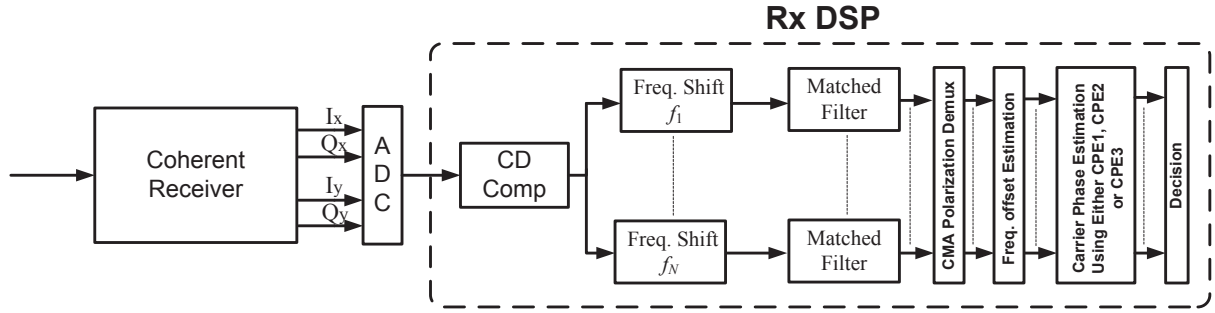 Rx DSP
Coherent
Receiver
Ix
Qx
Iy
Qy
A
D
C
CD
Comp
Freq. Shift
f1
Freq. Shift
fN
Matched
Filter
Matched
Filter
CMA Polarization Demux
Freq. offset Estimation
Carrier Phase Estimation
Using Either CPE1, CPE2
or CPE3
Decision